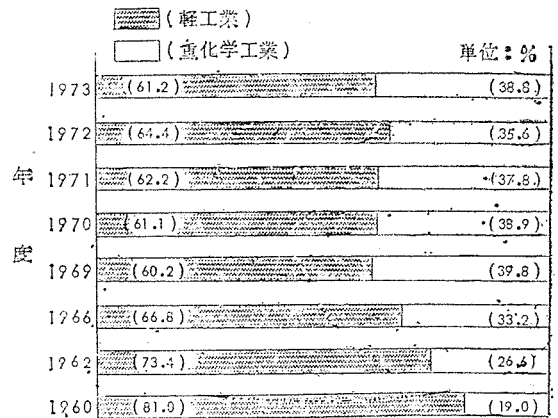 (軽工業)
(重化学工業)
単位:%
1973 (61.2) (38.8)
1972 (64.4) (35.6)
年
1971 (62.2) (37.8)
1970 (61.1) (38.9)
度
1969 (60.2) (39.8)
1966 (66.8) (33.2)
1962 (73.4) (26.6)
1960 (81.0) (19.0)